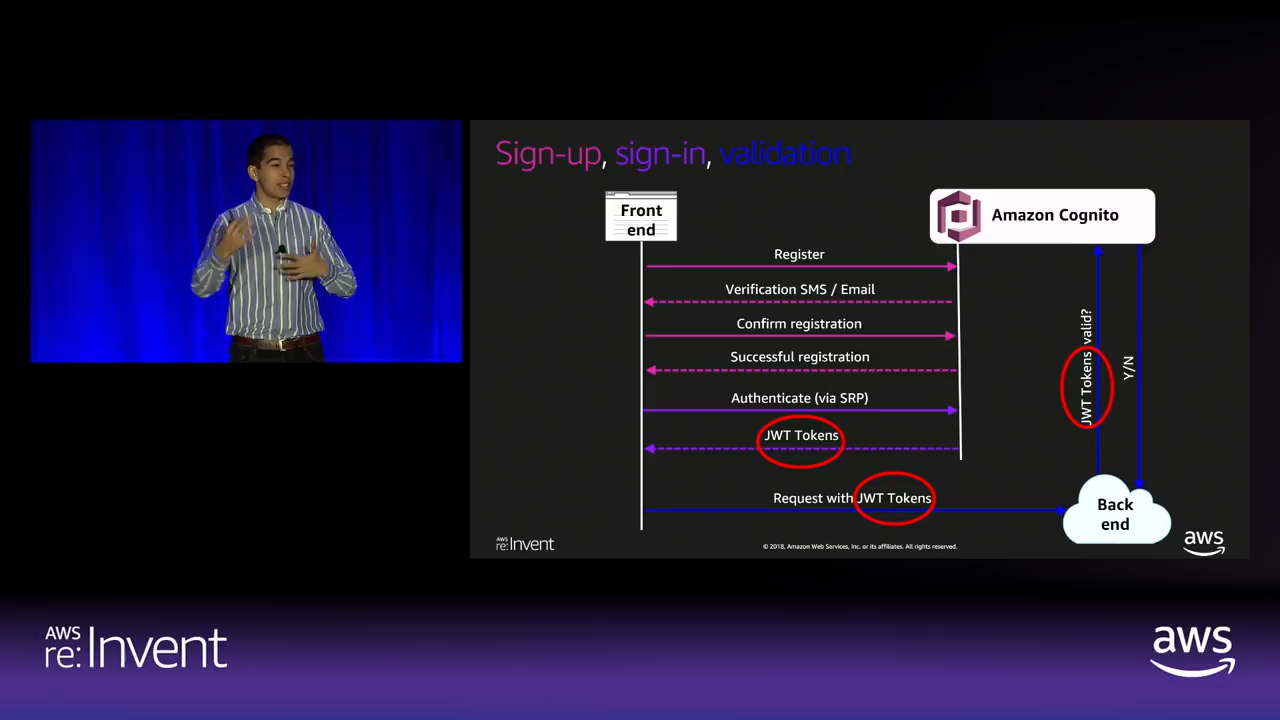 Sign-up, sign-in, validation
Front
end
Amazon Cognito
Register
Verification SMS / Email
Confirm registration
Successful registration
Authenticate (via SRP)
JWT Tokens
Request with JWT Tokens
JWT Tokens valid?
Y/N
Back
end
AWS
re:Invent
© 2018, Amazon Web Services, Inc. or its affiliates. All rights reserved.
aws
AWS
re:Invent
aws